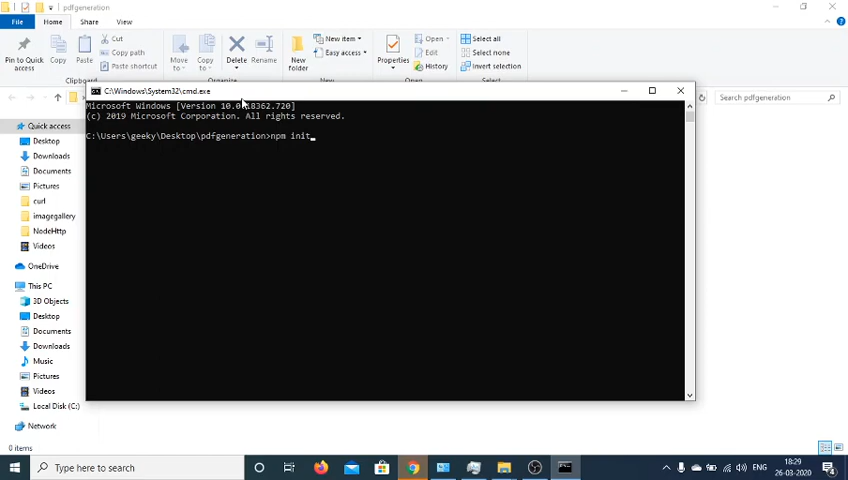 pdfgeneration
File
Home
Share
View
Pin to Quick
access
Copy
Paste
Cut
Copy path
Paste shortcut
Clipboard
Move
to
Copy
to
Delete
Rename
New
folder
New item
Easy access
Properties
Open
Edit
History
Select all
Select none
Invert selection
Search pdfgeneration
C:\Windows\System32\cmd.exe
Microsoft Windows [Version 10.0.18362.720]
(c) 2019 Microsoft Corporation. All rights reserved.
C:\Users\geeky\Desktop\pdfgeneration>npm init
Quick access
Desktop
Downloads
Documents
Pictures
curl
imagegallery
NodeHttp
Videos
OneDrive
This PC
3D Objects
Desktop
Documents
Downloads
Music
Pictures
Videos
Local Disk (C:)
Network
0 items
Type here to search
ENG
18:29
26-03-2020
4